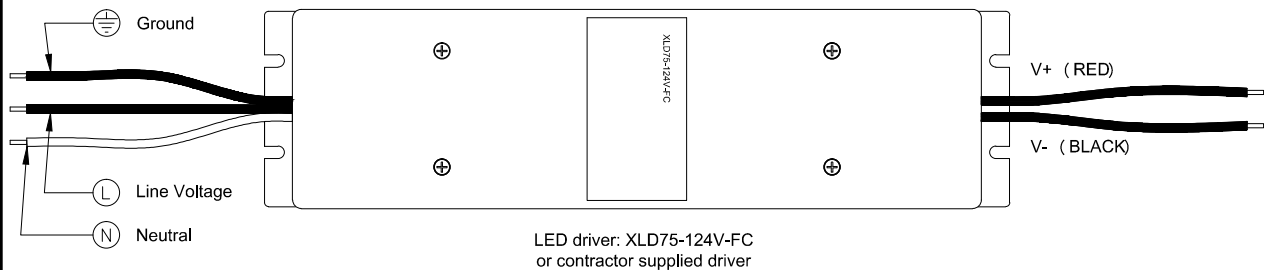 Ground
XLD75-124V-FC
V+ (RED)
V- (BLACK)
L Line Voltage
N Neutral
LED driver: XLD75-124V-FC
or contractor supplied driver